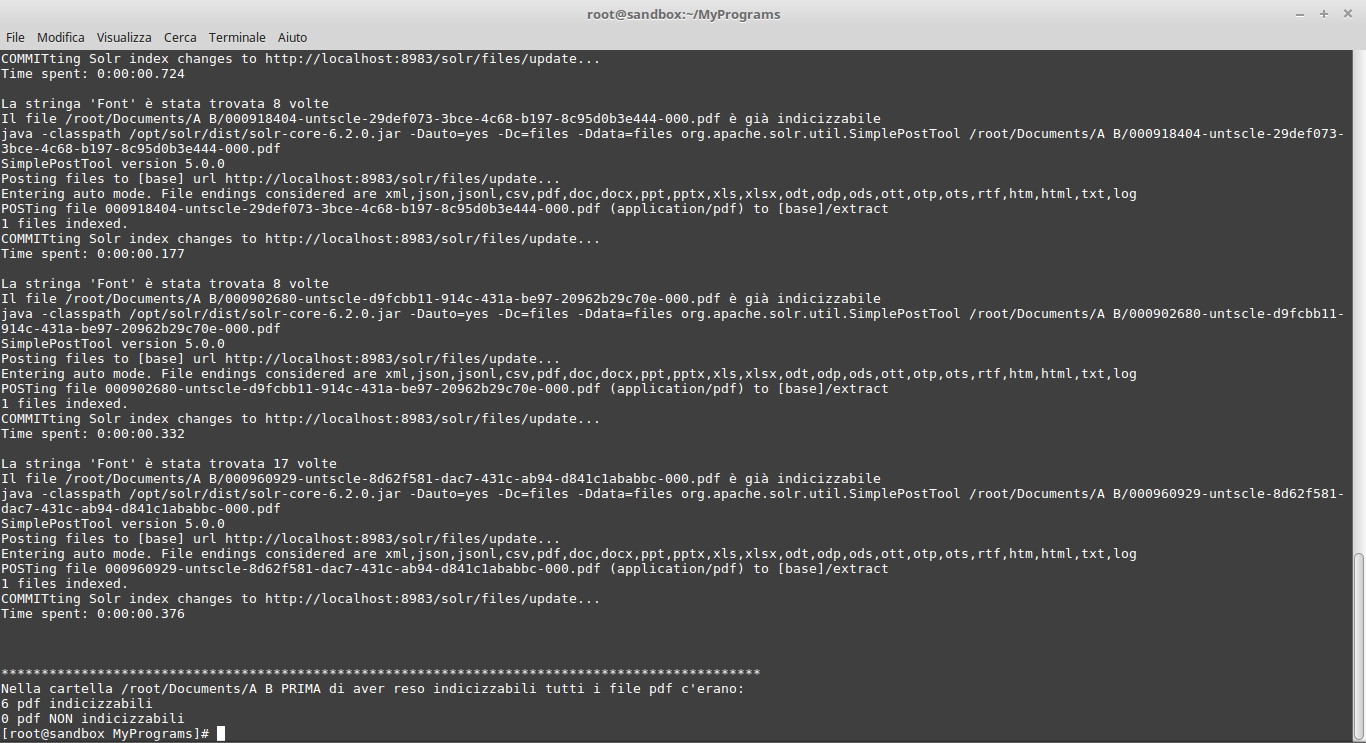 root@sandbox:~/MyPrograms
File Modifica Visualizza Cerca Terminale Aiuto
COMMITting Solr index changes to http://localhost:8983/solr/files/update...
Time spent: 0:00:00.724
La stringa 'Font' è stata trovata 8 volte
Il file /root/Documents/A B/000918404-untscle-29def073-3bce-4c68-b197-8c95d0b3e444-000.pdf è già indicizzabile
java -classpath /opt/solr/dist/solr-core-6.2.0.jar -Dauto=yes -Dc=files -Ddata=files org.apache.solr.util.SimplePostTool /root/Documents/A B/000918404-untscle-29def073-
3bce-4c68-b197-8c95d0b3e444-000.pdf
SimplePostTool version 5.0.0
Posting files to [base] url http://localhost:8983/solr/files/update...
Entering auto mode. File endings considered are xml,json,jsonl,csv,pdf,doc,docx,ppt,pptx,xls,xlsx,odt,odp,ods,ott,otp,ots,rtf,htm,html,txt,log
POSTing file 000918404-untscle-29def073-3bce-4c68-b197-8c95d0b3e444-000.pdf (application/pdf) to [base]/extract
1 files indexed.
COMMITting Solr index changes to http://localhost:8983/solr/files/update...
Time spent: 0:00:00.177
La stringa 'Font' è stata trovata 8 volte
Il file /root/Documents/A B/000902680-untscle-d9fcbb11-914c-431a-be97-20962b29c70e-000.pdf è già indicizzabile
java -classpath /opt/solr/dist/solr-core-6.2.0.jar -Dauto=yes -Dc=files -Ddata=files org.apache.solr.util.SimplePostTool /root/Documents/A B/000902680-untscle-d9fcbb11-
914c-431a-be97-20962b29c70e-000.pdf
SimplePostTool version 5.0.0
Posting files to [base] url http://localhost:8983/solr/files/update...
Entering auto mode. File endings considered are xml,json,jsonl,csv,pdf,doc,docx,ppt,pptx,xls,xlsx,odt,odp,ods,ott,otp,ots,rtf,htm,html,txt,log
POSTing file 000902680-untscle-d9fcbb11-914c-431a-be97-20962b29c70e-000.pdf (application/pdf) to [base]/extract
1 files indexed.
COMMITting Solr index changes to http://localhost:8983/solr/files/update...
Time spent: 0:00:00.332
La stringa 'Font' è stata trovata 17 volte
Il file /root/Documents/A B/000960929-untscle-8d62f581-dac7-431c-ab94-d841c1ababbc-000.pdf è già indicizzabile
java -classpath /opt/solr/dist/solr-core-6.2.0.jar -Dauto=yes -Dc=files -Ddata=files org.apache.solr.util.SimplePostTool /root/Documents/A B/000960929-untscle-8d62f581-
dac7-431c-ab94-d841c1ababbc-000.pdf
SimplePostTool version 5.0.0
Posting files to [base] url http://localhost:8983/solr/files/update...
Entering auto mode. File endings considered are xml,json,jsonl,csv,pdf,doc,docx,ppt,pptx,xls,xlsx,odt,odp,ods,ott,otp,ots,rtf,htm,html,txt,log
POSTing file 000960929-untscle-8d62f581-dac7-431c-ab94-d841c1ababbc-000.pdf (application/pdf) to [base]/extract
1 files indexed.
COMMITting Solr index changes to http://localhost:8983/solr/files/update...
Time spent: 0:00:00.376
***********************************************************************************************
Nella cartella /root/Documents/A B PRIMA di aver reso indicizzabili tutti i file pdf c'erano:
6 pdf indicizzabili
0 pdf NON indicizzabili
[root@sandbox MyPrograms]#